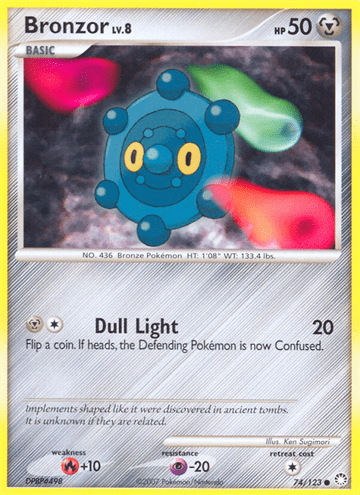 Bronzor LV.8 HP 50
BASIC
NO. 436 Bronze Pokémon HT: 1'08" WT: 133.4 lbs.
Dull Light 20
Flip a coin. If heads, the Defending Pokémon is now Confused.
Implements shaped like it were discovered in ancient tombs.
It is unknown if they are related.
Illus. Ken Sugimori
weakness resistance retreat cost
+10 -20
DPBP#498 ©2007 Pokémon/Nintendo 74/123